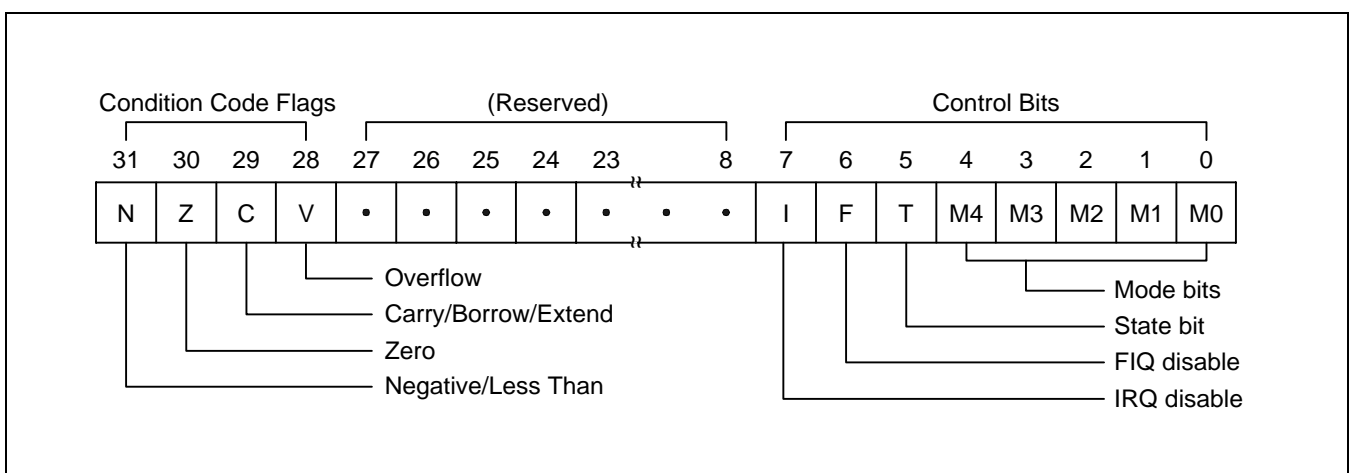 Condition Code Flags (Reserved) Control Bits
31 30 29 28 27 26 25 24 23 8 7 6 5 4 3 2 1 0
N Z C V • • • • • • • I F T M4 M3 M2 M1 M0
Overflow
Carry/Borrow/Extend
Zero
Negative/Less Than
Mode bits
State bit
FIQ disable
IRQ disable